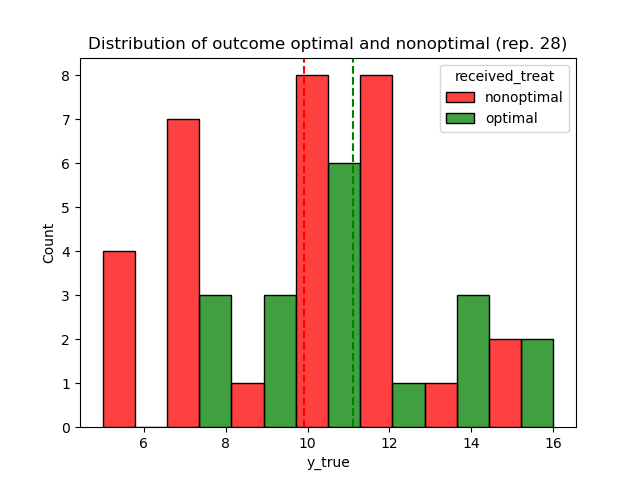 Distribution of outcome optimal and nonoptimal (rep. 28)
received_treat
nonoptimal
optimal
8
7
6
5
4
3
2
1
0
Count
6 8 10 12 14 16
y_true